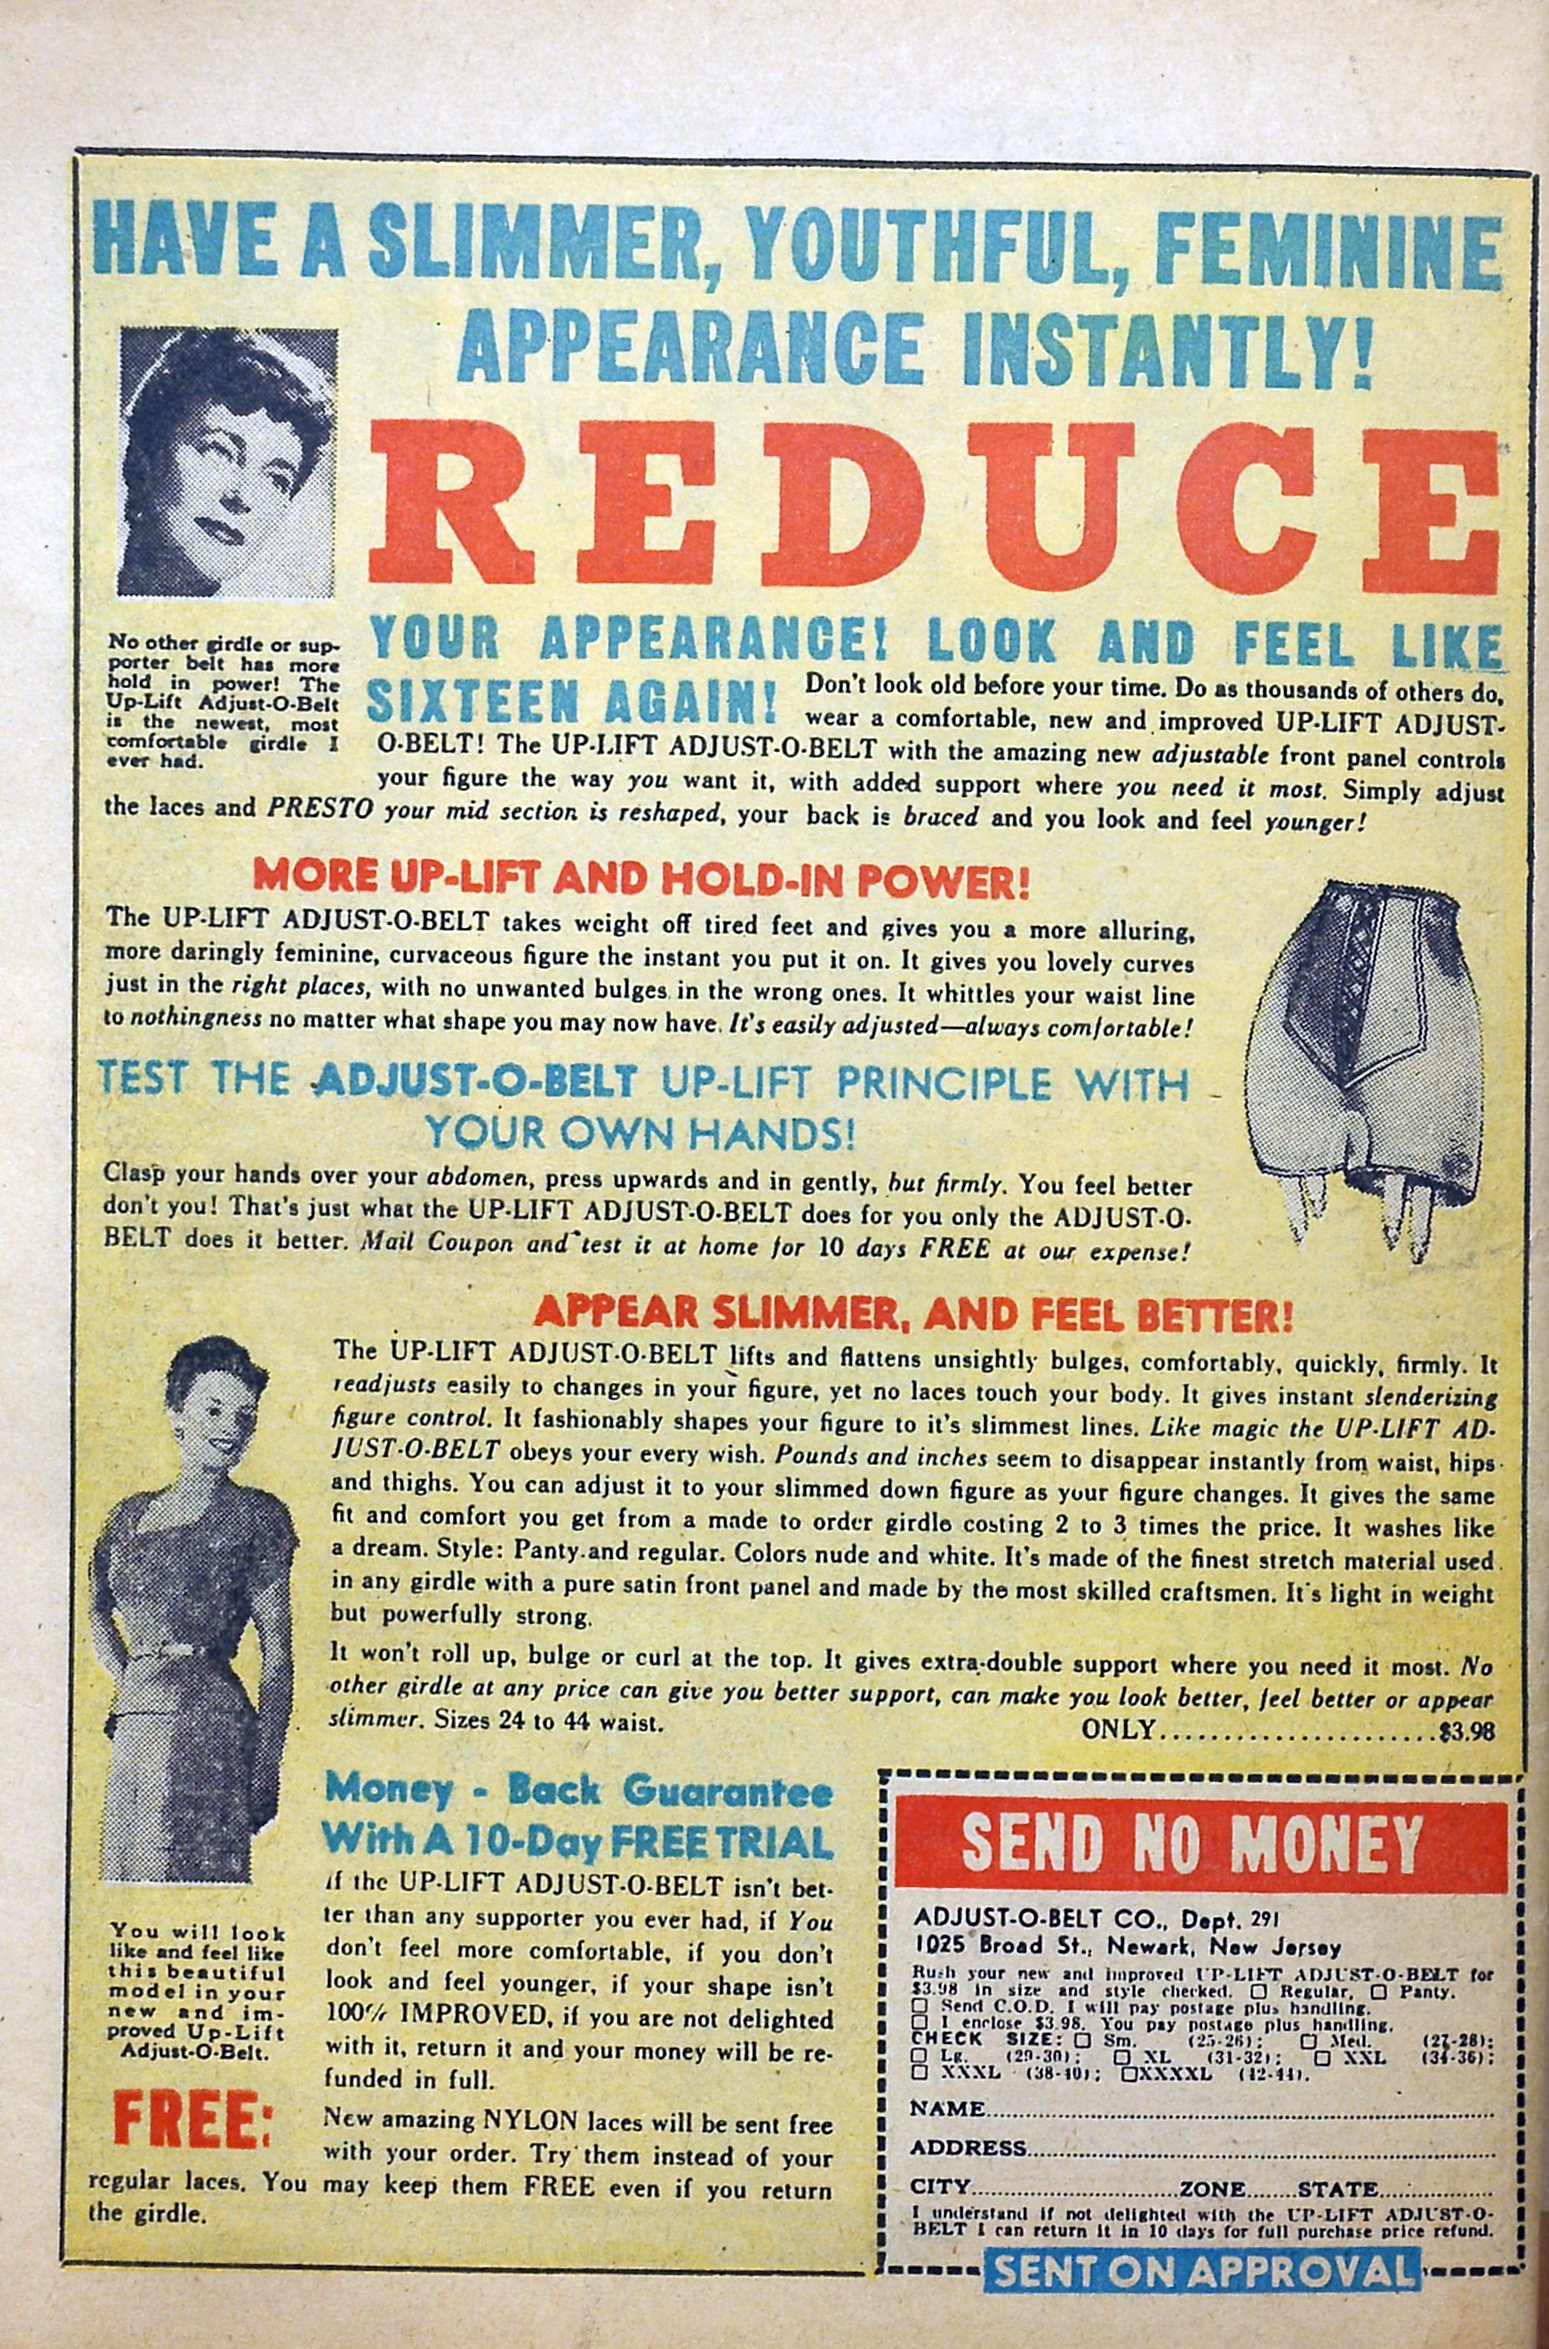 HAVE A SLIMMER, YOUTHFUL, FEMININE
APPEARANCE INSTANTLY!
REDUCE
YOUR APPEARANCE! LOOK AND FEEL LIKE
SIXTEEN AGAIN!
No other girdle or sup-
porter belt has more
hold in power! The
Up-Lift Adjust-O-Belt
is the newest, most
comfortable girdle I
ever had.
Don't look old before your time. Do as thousands of others do,
wear a comfortable, new and improved UP-LIFT ADJUST-
O-BELT! The UP-LIFT ADJUST-O-BELT with the amazing new adjustable front panel controls
your figure the way you want it, with added support where you need it most. Simply adjust
the laces and PRESTO your mid section is reshaped, your back is braced and you look and feel younger!
MORE UP-LIFT AND HOLD-IN POWER!
The UP-LIFT ADJUST-O-BELT takes weight off tired feet and gives you a more alluring,
more daringly feminine, curvaceous figure the instant you put it on. It gives you lovely curves
just in the right places, with no unwanted bulges in the wrong ones. It whittles your waist line
to nothingness no matter what shape you may now have. It's easily adjusted—always comfortable!
TEST THE ADJUST-O-BELT UP-LIFT PRINCIPLE WITH
YOUR OWN HANDS!
Clasp your hands over your abdomen, press upwards and in gently, but firmly. You feel better
don't you! That's just what the UP-LIFT ADJUST-O-BELT does for you only the ADJUST-O-
BELT does it better. Mail Coupon and test it at home for 10 days FREE at our expense!
APPEAR SLIMMER, AND FEEL BETTER!
The UP-LIFT ADJUST-O-BELT lifts and flattens unsightly bulges, comfortably, quickly, firmly. It
readjusts easily to changes in your figure, yet no laces touch your body. It gives instant slenderizing
figure control. It fashionably shapes your figure to it's slimmest lines. Like magic the UP-LIFT AD-
JUST-O-BELT obeys your every wish. Pounds and inches seem to disappear instantly from waist, hips
and thighs. You can adjust it to your slimmed down figure as your figure changes. It gives the same
fit and comfort you get from a made to order girdle costing 2 to 3 times the price. It washes like
a dream. Style: Panty and regular. Colors nude and white. It's made of the finest stretch material used
in any girdle with a pure satin front panel and made by the most skilled craftsmen. It's light in weight
but powerfully strong.
It won't roll up, bulge or curl at the top. It gives extra-double support where you need it most. No
other girdle at any price can give you better support, can make you look better, feel better or appear
slimmer. Sizes 24 to 44 waist. ONLY.......................$3.98
You will look
like and feel like
this beautiful
model in your
new and im-
proved Up-Lift
Adjust-O-Belt.
Money - Back Guarantee
With A 10-Day FREE TRIAL
If the UP-LIFT ADJUST-O-BELT isn't bet-
ter than any supporter you ever had, if You
don't feel more comfortable, if you don't
look and feel younger, if your shape isn't
100% IMPROVED, if you are not delighted
with it, return it and your money will be re-
funded in full.
FREE:
New amazing NYLON laces will be sent free
with your order. Try them instead of your
regular laces. You may keep them FREE even if you return
the girdle.
SEND NO MONEY
ADJUST-O-BELT CO., Dept. 291
1025 Broad St., Newark, New Jersey
Rush your new and improved UP-LIFT ADJUST-O-BELT for
$3.98 in size and style checked. ☐ Regular, ☐ Panty.
☐ Send C.O.D. I will pay postage plus handling.
☐ I enclose $3.98. You pay postage plus handling.
CHECK SIZE: ☐ Sm. (25-26); ☐ Med. (27-28);
☐ Lg. (29-30); ☐ XL (31-32); ☐ XXL (34-36);
☐ XXXL (38-40); ☐ XXXXL (42-44).
NAME
ADDRESS
CITY ZONE STATE
I understand if not delighted with the UP-LIFT ADJUST-O-
BELT I can return it in 10 days for full purchase price refund.
SENT ON APPROVAL